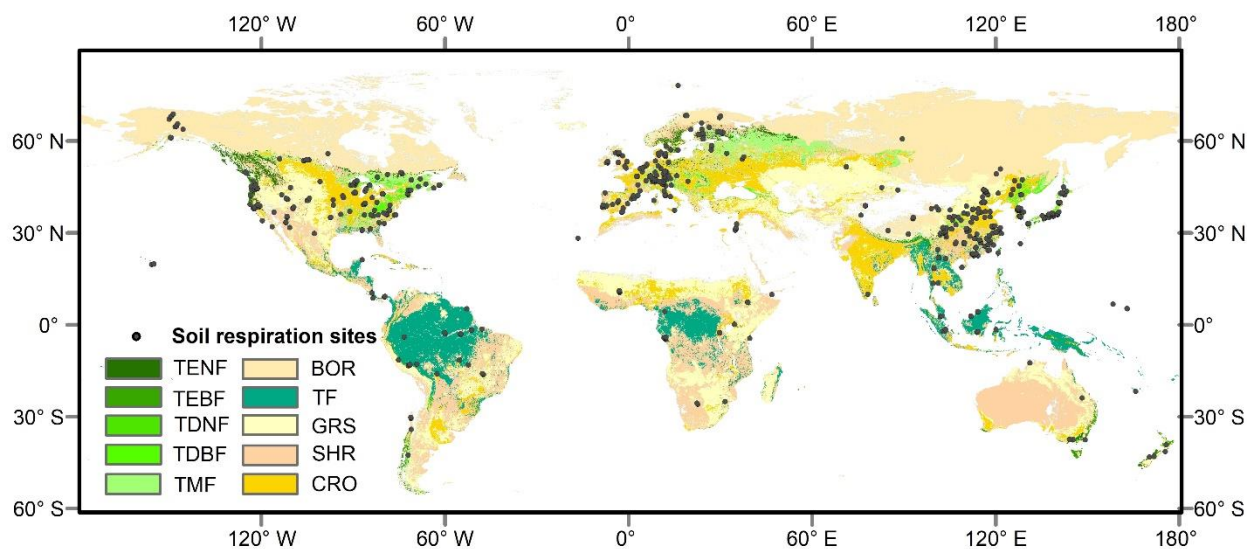 120° W 60° W 0° 60° E 120° E 180°
60° N 60° N
30° N 30° N
0° 0°
Soil respiration sites
TENF BOR
TEBF TF
TDNF GRS
TDBF SHR
TMF CRO
30° S 30° S
60° S 60° S
120° W 60° W 0° 60° E 120° E 180°